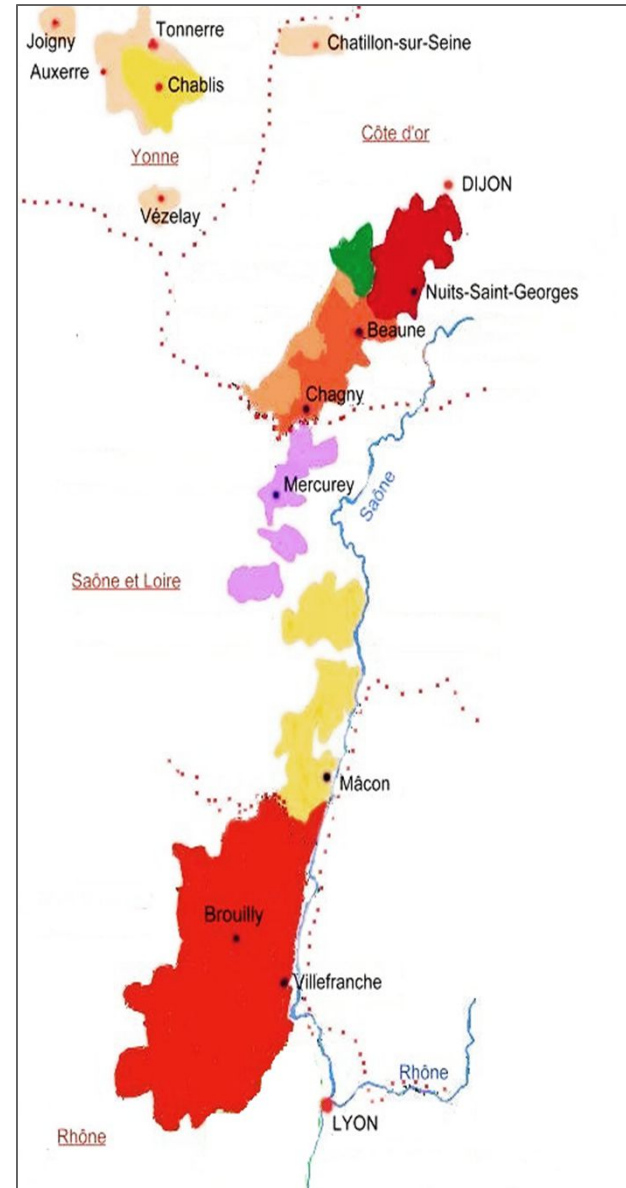 Joigny
Tonnerre
Chatillon-sur-Seine
Auxerre
Chablis
Côte d'or
Yonne
DIJON
Vézelay
Nuits-Saint-Georges
Beaune
Chagny
Mercurey
Saône
Saône et Loire
Mâcon
Brouilly
Villefranche
Rhône
LYON
Rhône